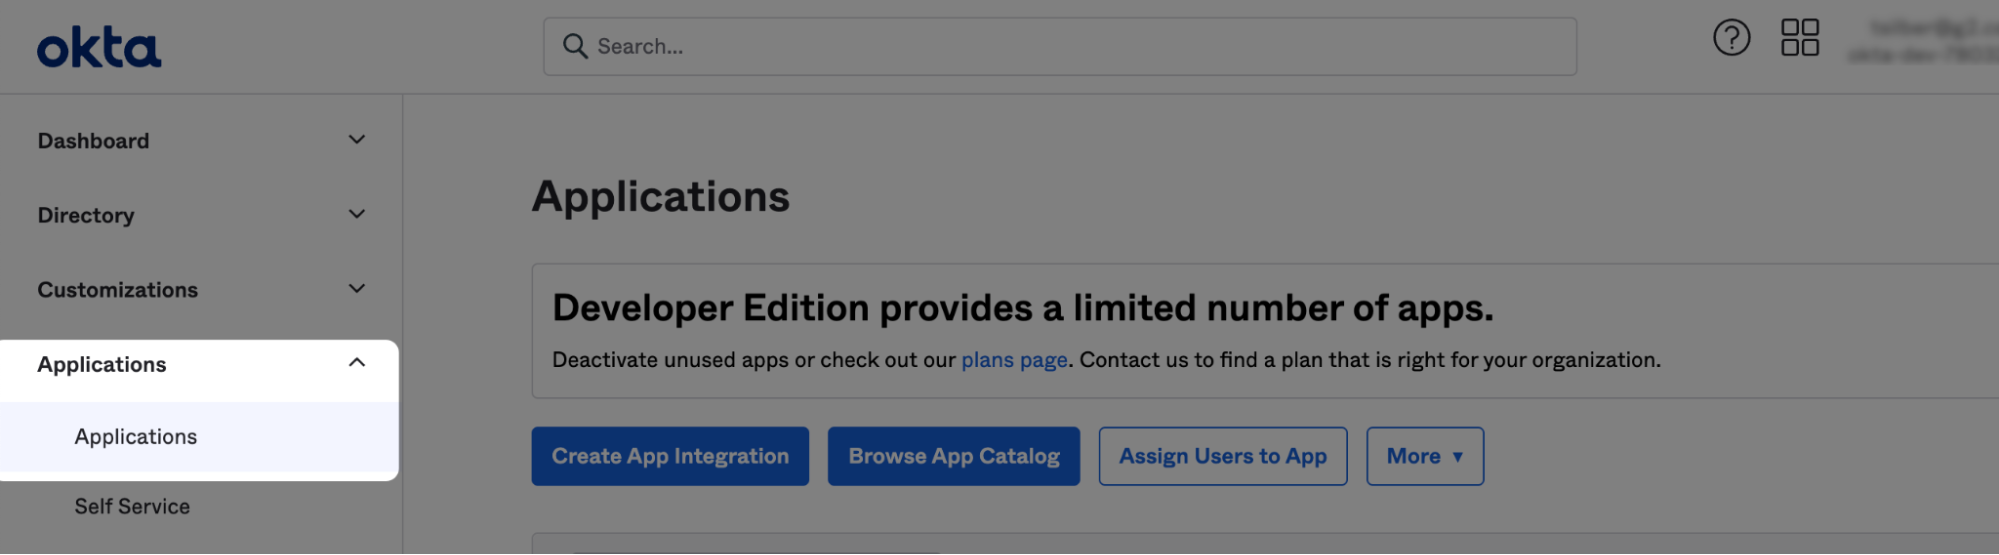 okta
Search...
Dashboard
Directory
Customizations
Applications
Applications
Self Service
Applications
Developer Edition provides a limited number of apps.
Deactivate unused apps or check out our plans page. Contact us to find a plan that is right for your organization.
Create App Integration
Browse App Catalog
Assign Users to App
More